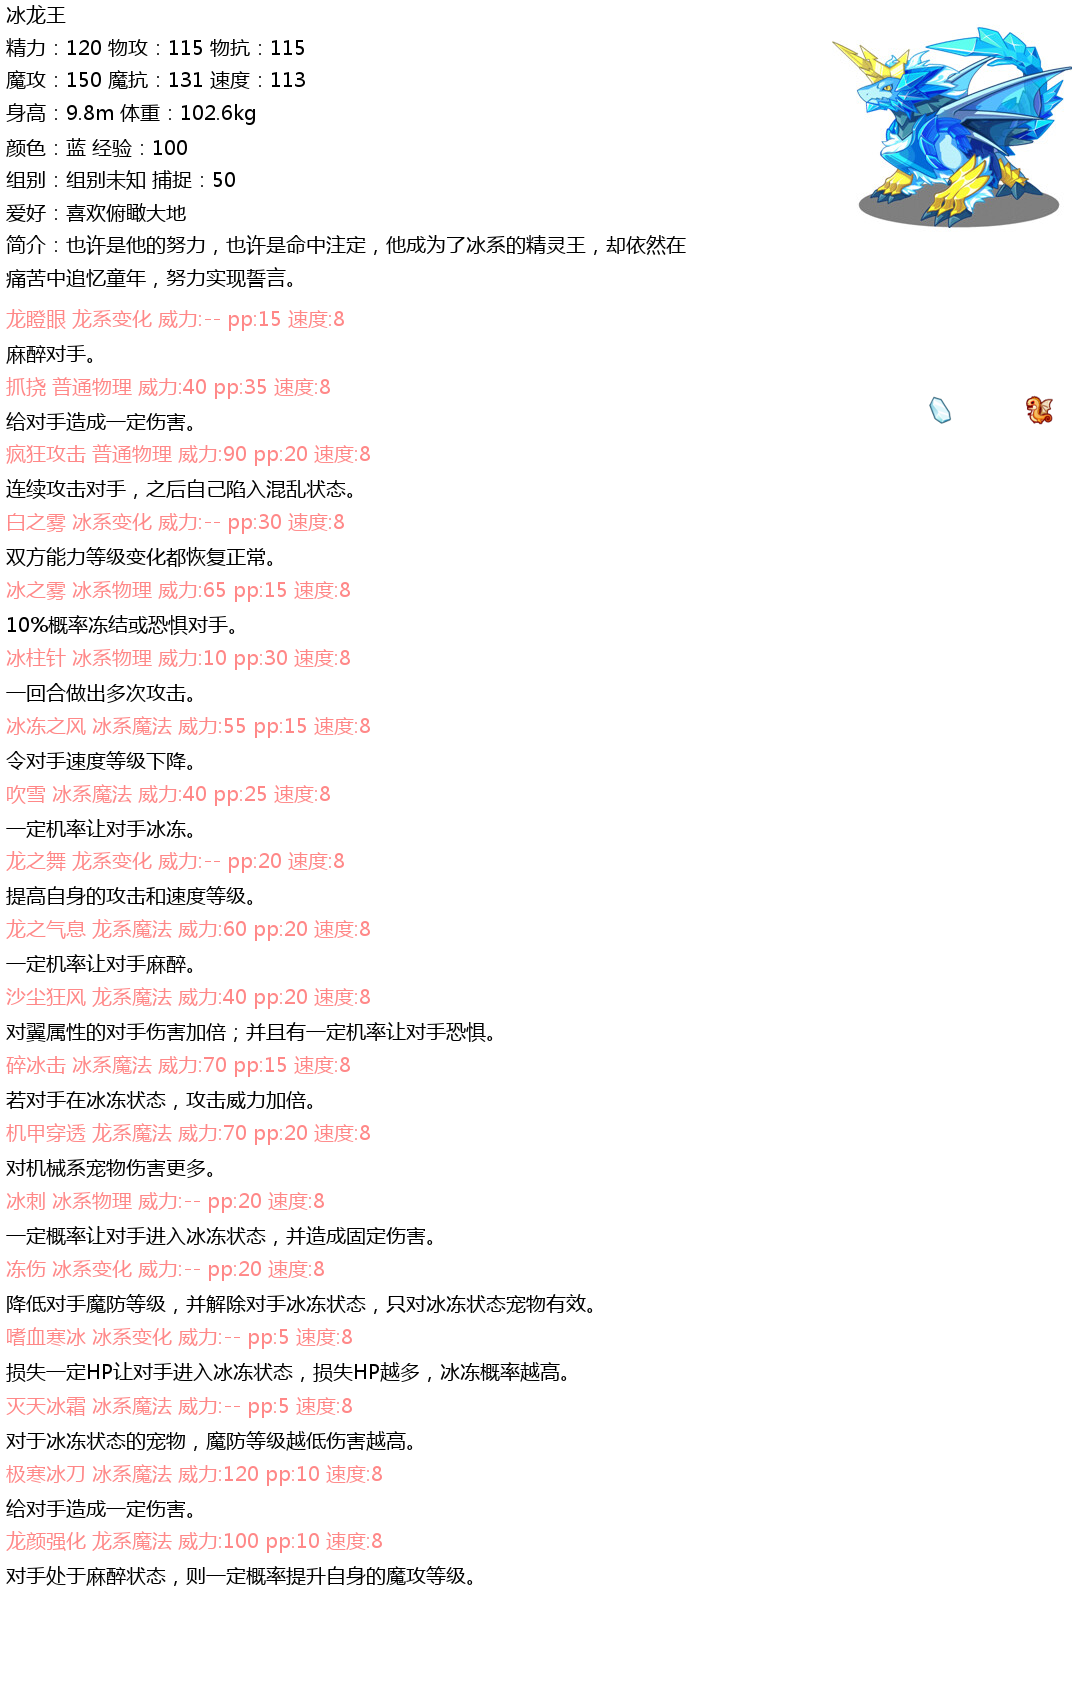 冰龙王
精力：120 物攻：115 物抗：115
魔攻：150 魔抗：131 速度：113
身高：9.8m 体重：102.6kg
颜色：蓝 经验：100
组别：组别未知 捕捉：50
爱好：喜欢俯瞰大地
简介：也许是他的努力，也许是命中注定，他成为了冰系的精灵王，却依然在
痛苦中追忆童年，努力实现誓言。
龙瞪眼 龙系变化 威力:-- pp:15 速度:8
麻醉对手。
抓挠 普通物理 威力:40 pp:35 速度:8
给对手造成一定伤害。
疯狂攻击 普通物理 威力:90 pp:20 速度:8
连续攻击对手，之后自己陷入混乱状态。
白之雾 冰系变化 威力:-- pp:30 速度:8
双方能力等级变化都恢复正常。
冰之雾 冰系物理 威力:65 pp:15 速度:8
10%概率冻结或恐惧对手。
冰柱针 冰系物理 威力:10 pp:30 速度:8
一回合做出多次攻击。
冰冻之风 冰系魔法 威力:55 pp:15 速度:8
令对手速度等级下降。
吹雪 冰系魔法 威力:40 pp:25 速度:8
一定机率让对手冰冻。
龙之舞 龙系变化 威力:-- pp:20 速度:8
提高自身的攻击和速度等级。
龙之气息 龙系魔法 威力:60 pp:20 速度:8
一定机率让对手麻醉。
沙尘狂风 龙系魔法 威力:40 pp:20 速度:8
对翼属性的对手伤害加倍；并且有一定机率让对手恐惧。
碎冰击 冰系魔法 威力:70 pp:15 速度:8
若对手在冰冻状态，攻击威力加倍。
机甲穿透 龙系魔法 威力:70 pp:20 速度:8
对机械系宠物伤害更多。
冰刺 冰系物理 威力:-- pp:20 速度:8
一定概率让对手进入冰冻状态，并造成固定伤害。
冻伤 冰系变化 威力:-- pp:20 速度:8
降低对手魔防等级，并解除对手冰冻状态，只对冰冻状态宠物有效。
嗜血寒冰 冰系变化 威力:-- pp:5 速度:8
损失一定HP让对手进入冰冻状态，损失HP越多，冰冻概率越高。
灭天冰霜 冰系魔法 威力:-- pp:5 速度:8
对于冰冻状态的宠物，魔防等级越低伤害越高。
极寒冰刀 冰系魔法 威力:120 pp:10 速度:8
给对手造成一定伤害。
龙颜强化 龙系魔法 威力:100 pp:10 速度:8
对手处于麻醉状态，则一定概率提升自身的魔攻等级。